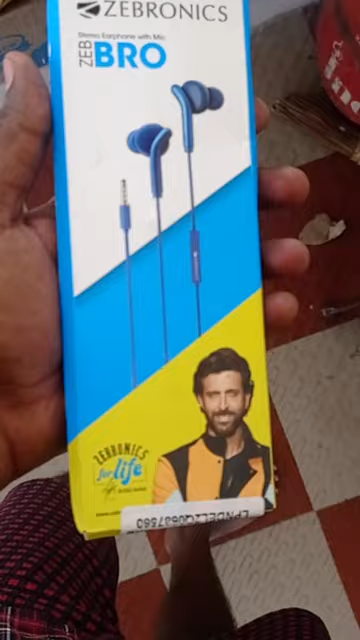 ZEBRONICS
Stereo Earphone with Mic
ZEB
BRO
ZEBRONICS
for life